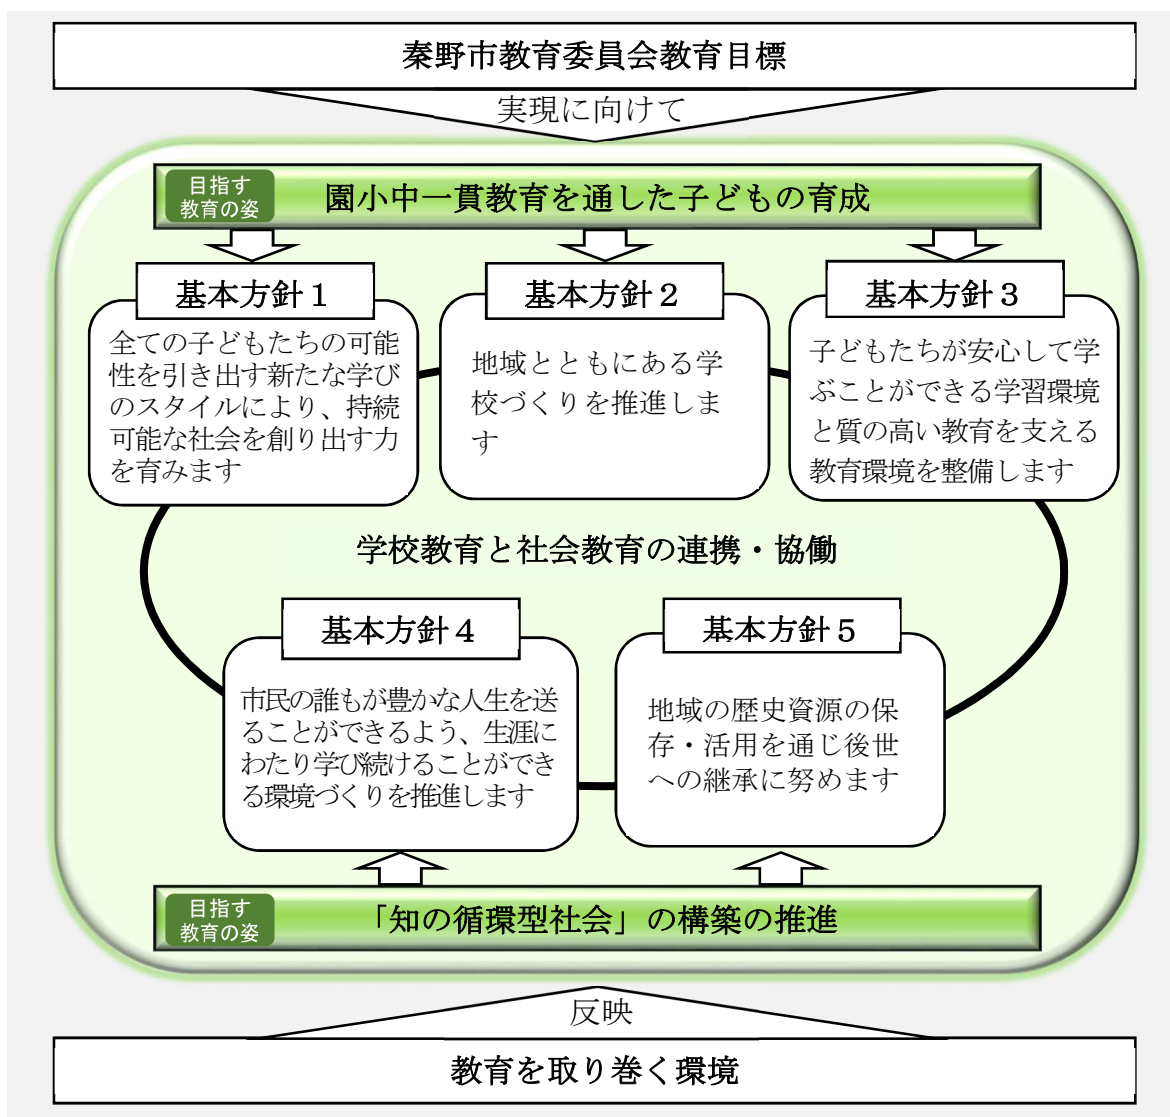 秦野市教育委員会教育目標
実現に向けて
目指す
教育の姿
園小中一貫教育を通した子どもの育成
基本方針１
全ての子どもたちの可能
性を引き出す新たな学び
のスタイルにより、持続
可能な社会を創り出す力
を育みます
基本方針２
地域とともにある学
校づくりを推進しま
す
基本方針３
子どもたちが安心して学
ぶことができる学習環境
と質の高い教育を支える
教育環境を整備します
学校教育と社会教育の連携・協働
基本方針４
市民の誰もが豊かな人生を送
ることができるよう、生涯に
わたり学び続けることができ
る環境づくりを推進します
基本方針５
地域の歴史資源の保
存・活用を通じ後世
への継承に努めます
目指す
教育の姿
「知の循環型社会」の構築の推進
反映
教育を取り巻く環境